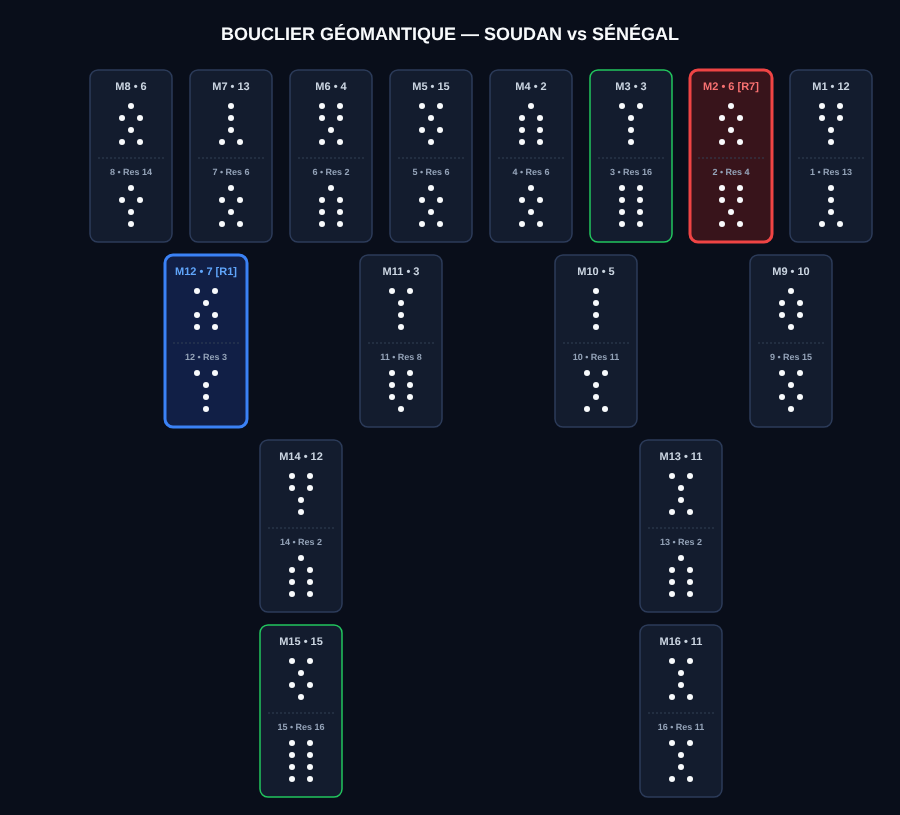 BOUCLIER GÉOMANTIQUE — SOUDAN vs SÉNÉGAL
M8 • 6
8 • Res 14
M7 • 13
7 • Res 6
M6 • 4
6 • Res 2
M5 • 15
5 • Res 6
M4 • 2
4 • Res 6
M3 • 3
3 • Res 16
M2 • 6 [R7]
2 • Res 4
M1 • 12
1 • Res 13
M12 • 7 [R1]
12 • Res 3
M11 • 3
11 • Res 8
M10 • 5
10 • Res 11
M9 • 10
9 • Res 15
M14 • 12
14 • Res 2
M13 • 11
13 • Res 2
M15 • 15
15 • Res 16
M16 • 11
16 • Res 11